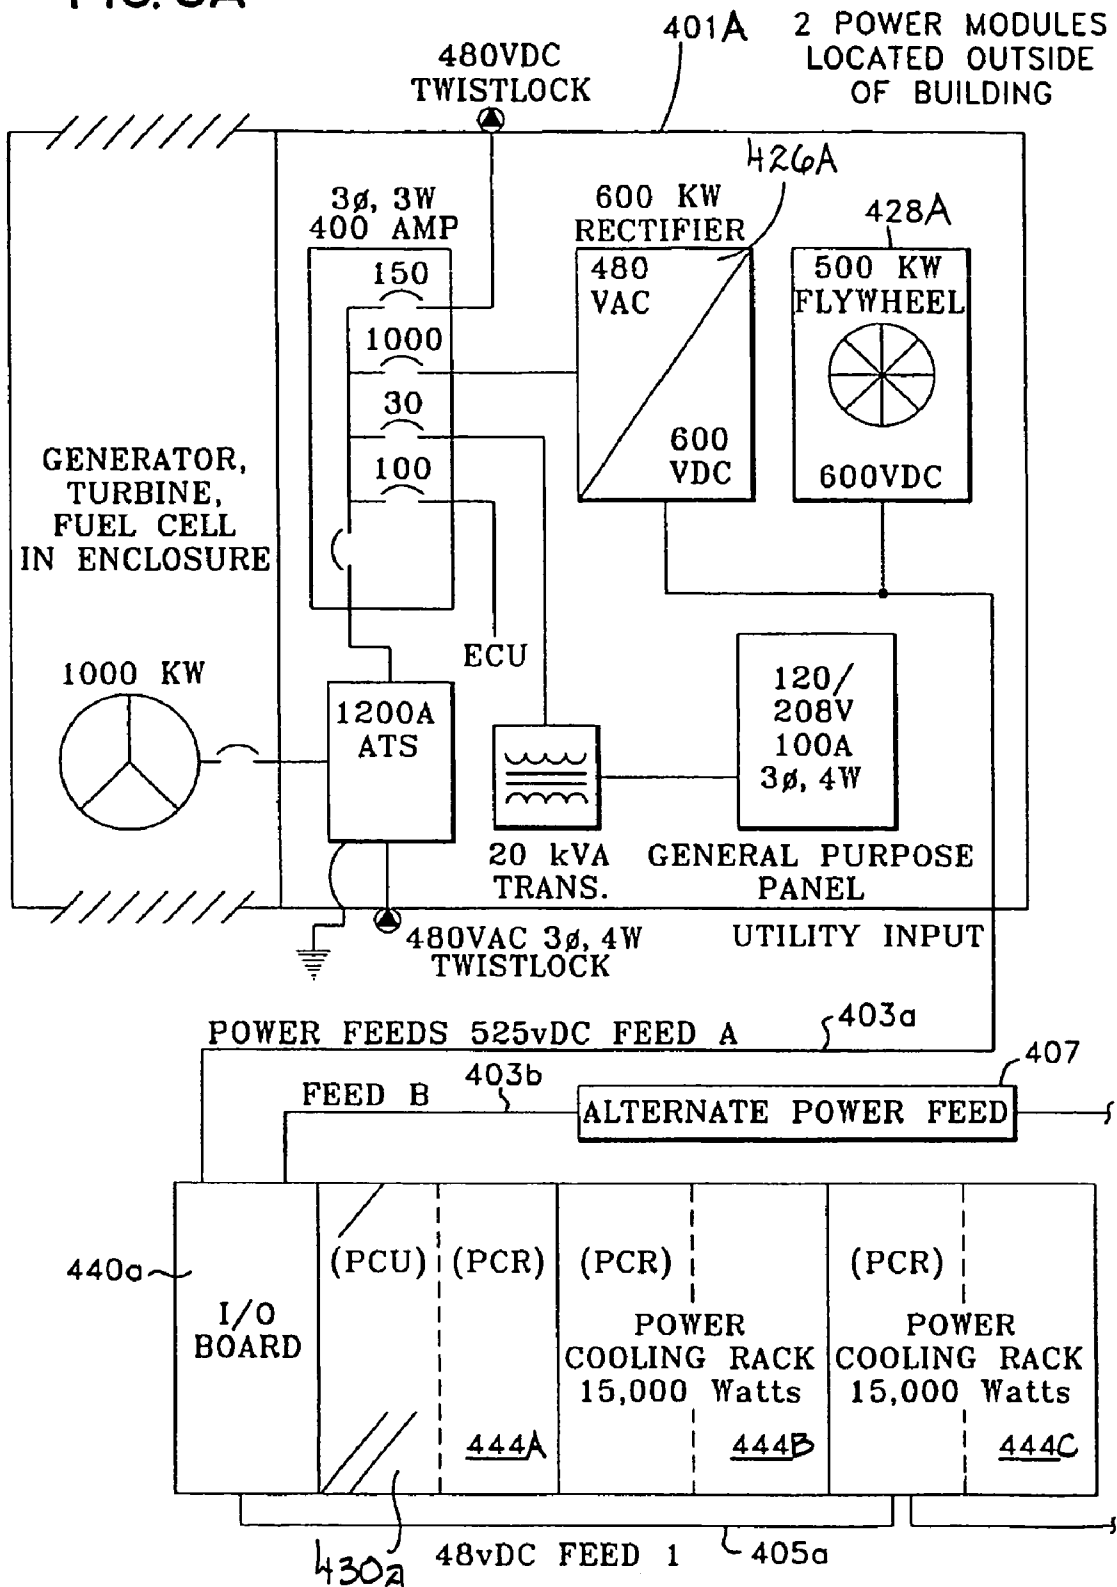 401A
2 POWER MODULES
LOCATED OUTSIDE
OF BUILDING
480VDC
TWISTLOCK
426A
3ø, 3W
400 AMP
600 KW
RECTIFIER
428A
150
1000
30
100
480
VAC
600
VDC
500 KW
FLYWHEEL
600VDC
GENERATOR,
TURBINE,
FUEL CELL
IN ENCLOSURE
ECU
1000 KW
1200A
ATS
120/
208V
100A
3ø, 4W
20 kVA
TRANS.
GENERAL PURPOSE
PANEL
480VAC 3ø, 4W
TWISTLOCK
UTILITY INPUT
POWER FEEDS 525vDC FEED A
403a
FEED B
403b
407
ALTERNATE POWER FEED
440a
I/O
BOARD
(PCU)
(PCR)
(PCR)
(PCR)
POWER
COOLING RACK
15,000 Watts
POWER
COOLING RACK
15,000 Watts
444A
444B
444C
430a
48vDC FEED 1
405a